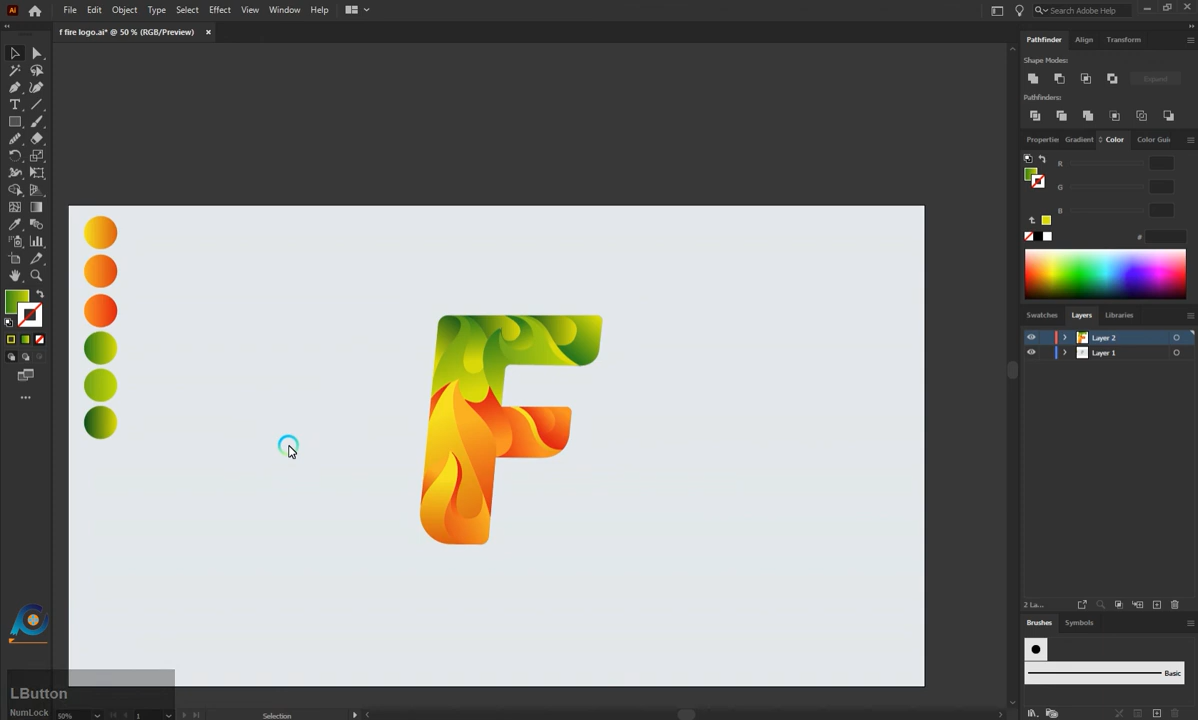 Ai File Edit Object Type Select Effect View Window Help Search Adobe Help
f fire logo.ai* @ 50 % (RGB/Preview) ×
Pathfinder Align Transform
Shape Modes:
Expand
Pathfinders:
Properti Gradient Color Color Gui
R
G
B
#
Swatches Layers Libraries
Layer 2
Layer 1
F
2 La...
Brushes Symbols
Basic
LButton
NumLock 50% 1 Selection